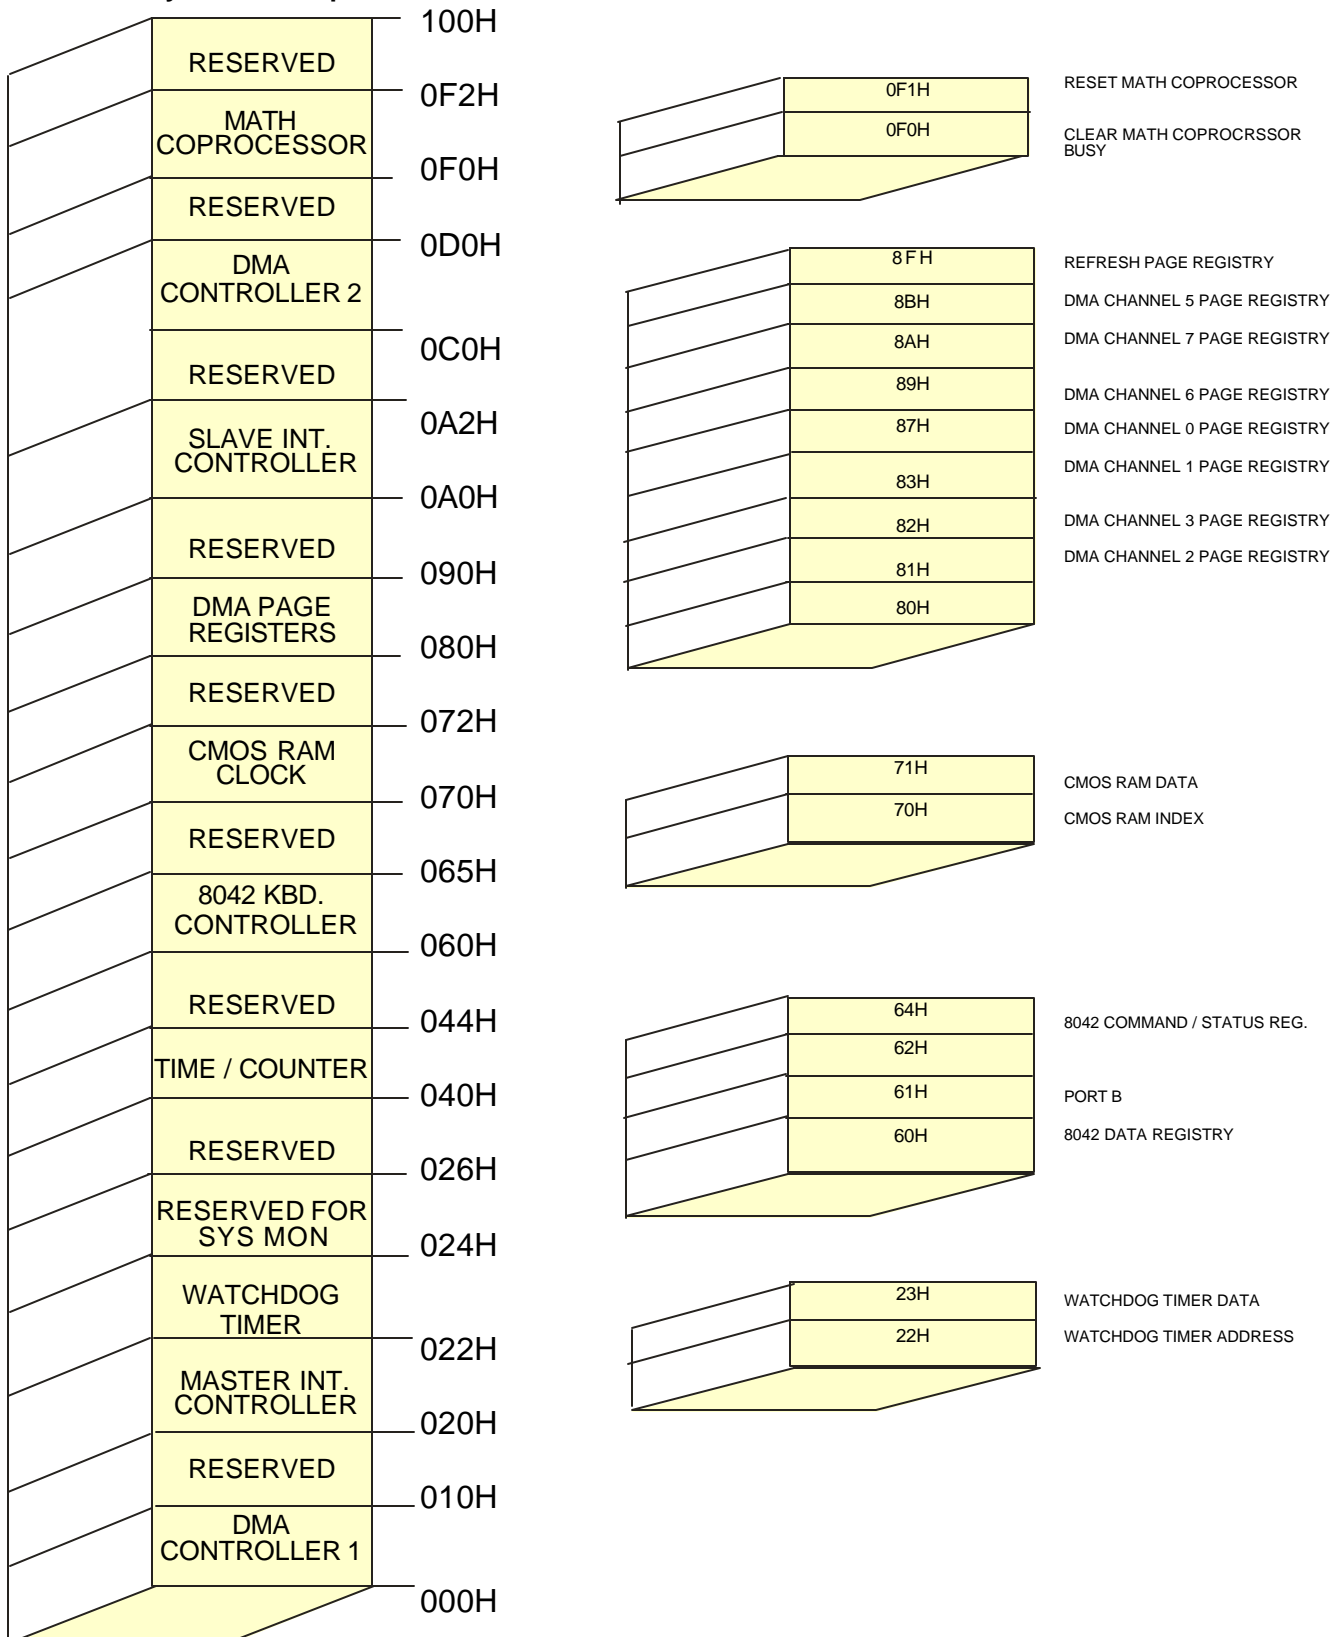 100H
RESERVED
0F2H
MATH
COPROCESSOR
0F0H
RESERVED
0D0H
DMA
CONTROLLER 2
0C0H
RESERVED
0A2H
SLAVE INT.
CONTROLLER
0A0H
RESERVED
090H
DMA PAGE
REGISTERS
080H
RESERVED
072H
CMOS RAM
CLOCK
070H
RESERVED
065H
8042 KBD.
CONTROLLER
060H
RESERVED
044H
TIME / COUNTER
040H
RESERVED
026H
RESERVED FOR
SYS MON
024H
WATCHDOG
TIMER
022H
MASTER INT.
CONTROLLER
020H
RESERVED
010H
DMA
CONTROLLER 1
000H
0F1H
RESET MATH COPROCESSOR
0F0H
CLEAR MATH COPROCRSSOR
BUSY
8FH
REFRESH PAGE REGISTRY
8BH
DMA CHANNEL 5 PAGE REGISTRY
8AH
DMA CHANNEL 7 PAGE REGISTRY
89H
DMA CHANNEL 6 PAGE REGISTRY
87H
DMA CHANNEL 0 PAGE REGISTRY
83H
DMA CHANNEL 1 PAGE REGISTRY
82H
DMA CHANNEL 3 PAGE REGISTRY
81H
DMA CHANNEL 2 PAGE REGISTRY
80H
71H
CMOS RAM DATA
70H
CMOS RAM INDEX
64H
8042 COMMAND / STATUS REG.
62H
61H
PORT B
60H
8042 DATA REGISTRY
23H
WATCHDOG TIMER DATA
22H
WATCHDOG TIMER ADDRESS